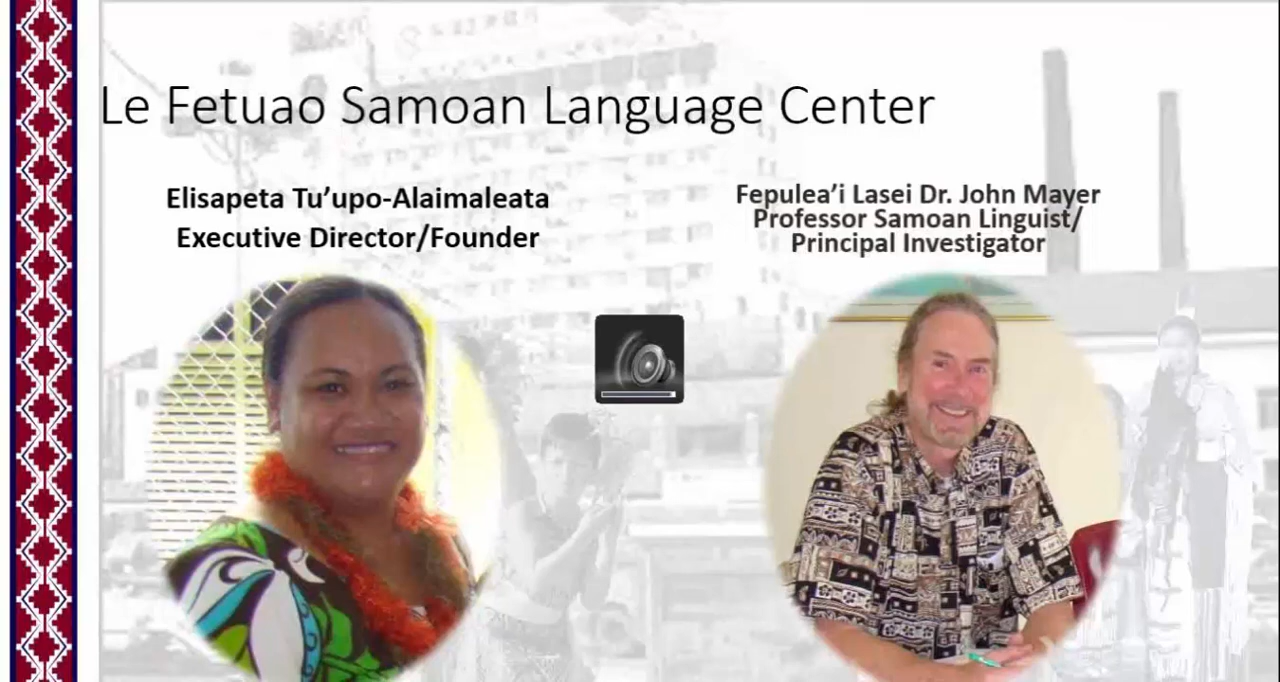 Le Fetuao Samoan Language Center
Elisapeta Tu’upo-Alaimaleata
Executive Director/Founder
Fepulea’i Lasei Dr. John Mayer
Professor Samoan Linguist/
Principal Investigator